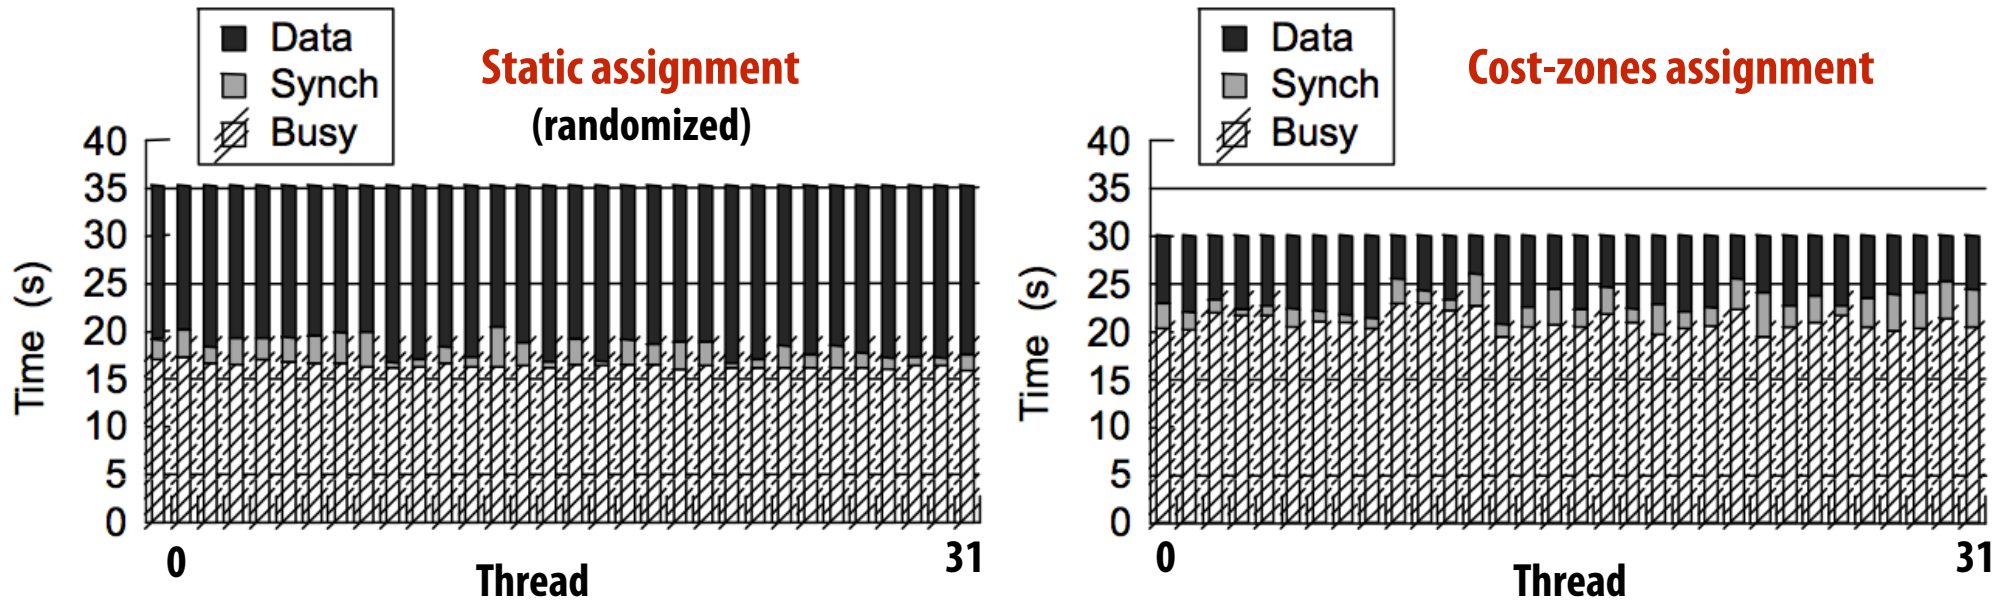 Data
Synch
Busy
Static assignment
(randomized)
40
35
30
25
20
15
10
5
0
Time (s)
0
31
Thread
Data
Synch
Busy
Cost-zones assignment
40
35
30
25
20
15
10
5
0
Time (s)
0
31
Thread